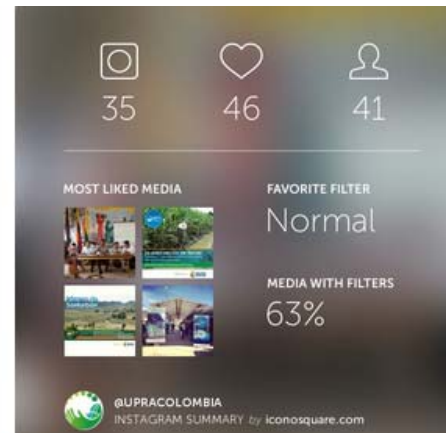 35 46 41
MOST LIKED MEDIA
FAVORITE FILTER
Normal
MEDIA WITH FILTERS
63%
@UPRACOLOMBIA
INSTAGRAM SUMMARY by iconosquare.com